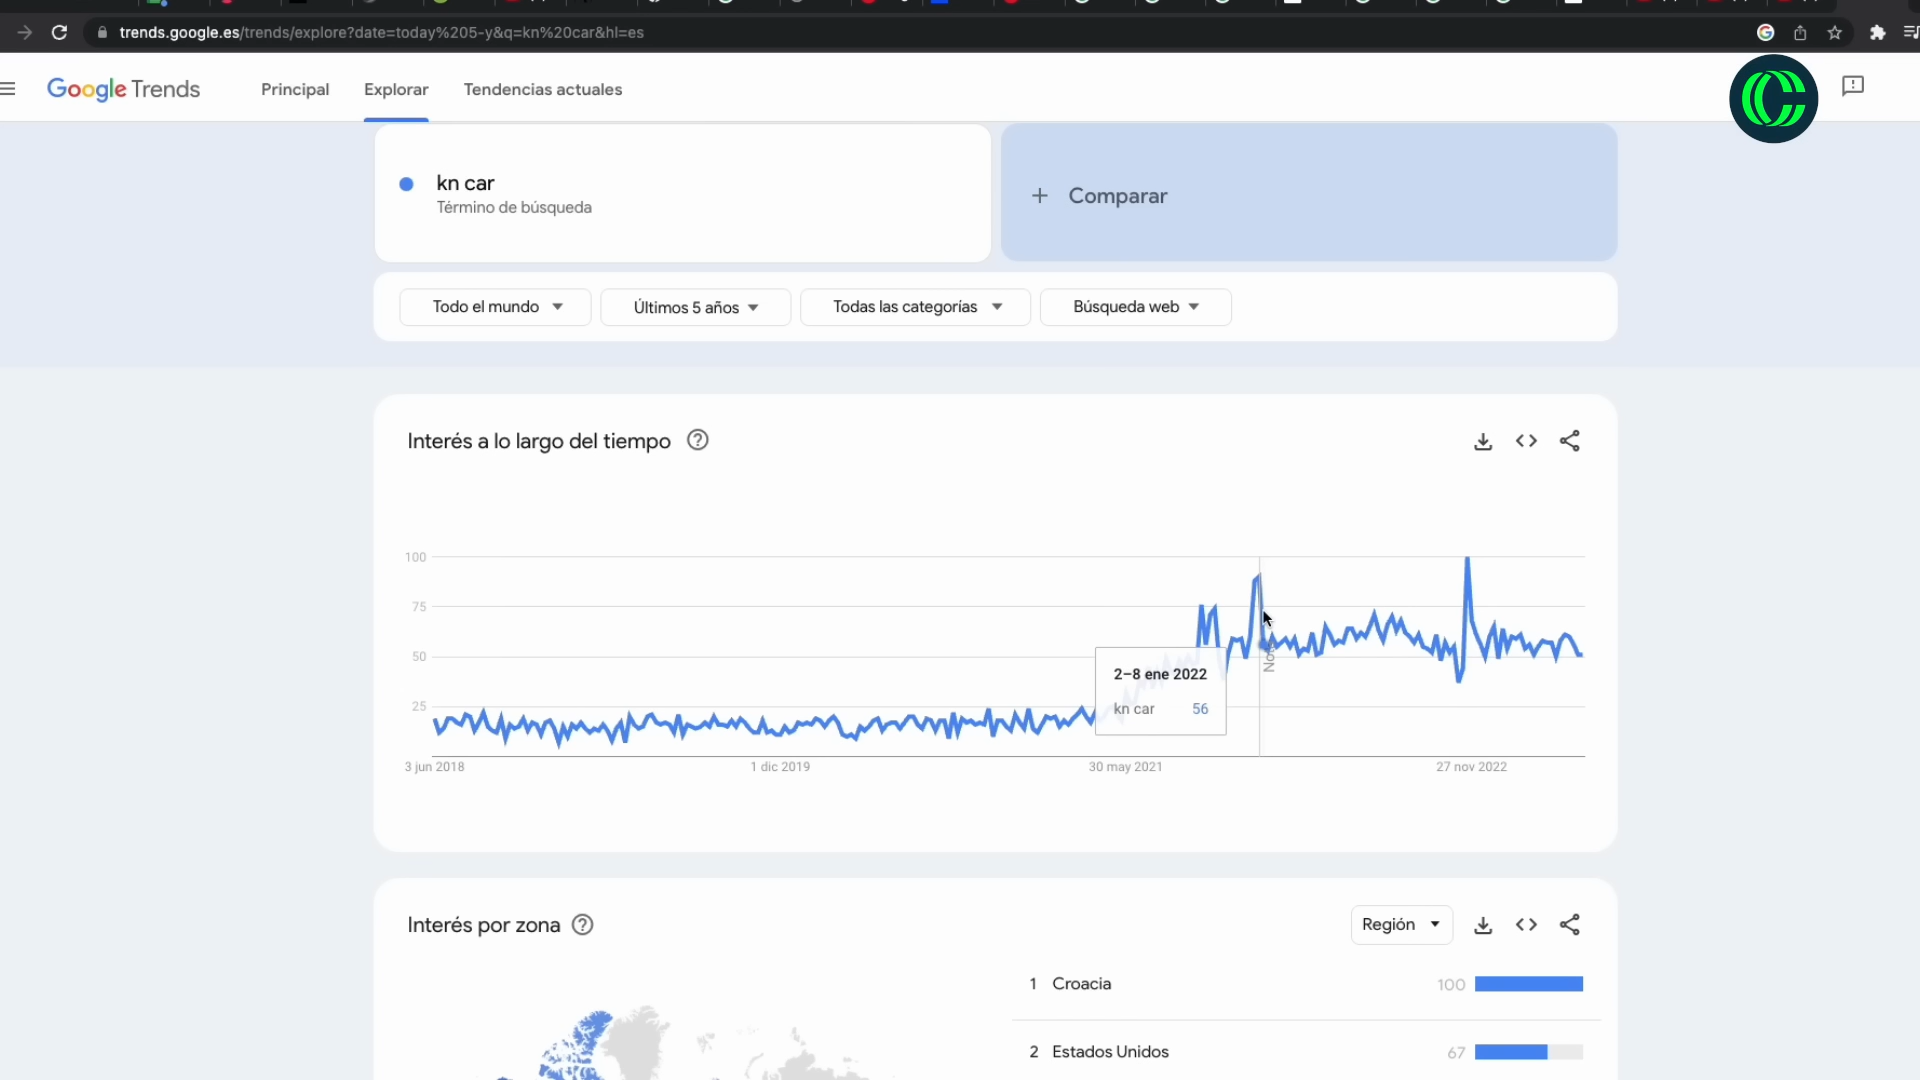 trends.google.es/trends/explore?date=today%205-y&q=kn%20car&hl=es
Google Trends
Principal
Explorar
Tendencias actuales
kn car
Término de búsqueda
+ Comparar
Todo el mundo
Últimos 5 años
Todas las categorías
Búsqueda web
Interés a lo largo del tiempo
100
75
50
25
2–8 ene 2022
kn car 56
3 jun 2018
1 dic 2019
30 may 2021
27 nov 2022
Interés por zona
Región
1 Croacia 100
2 Estados Unidos 67